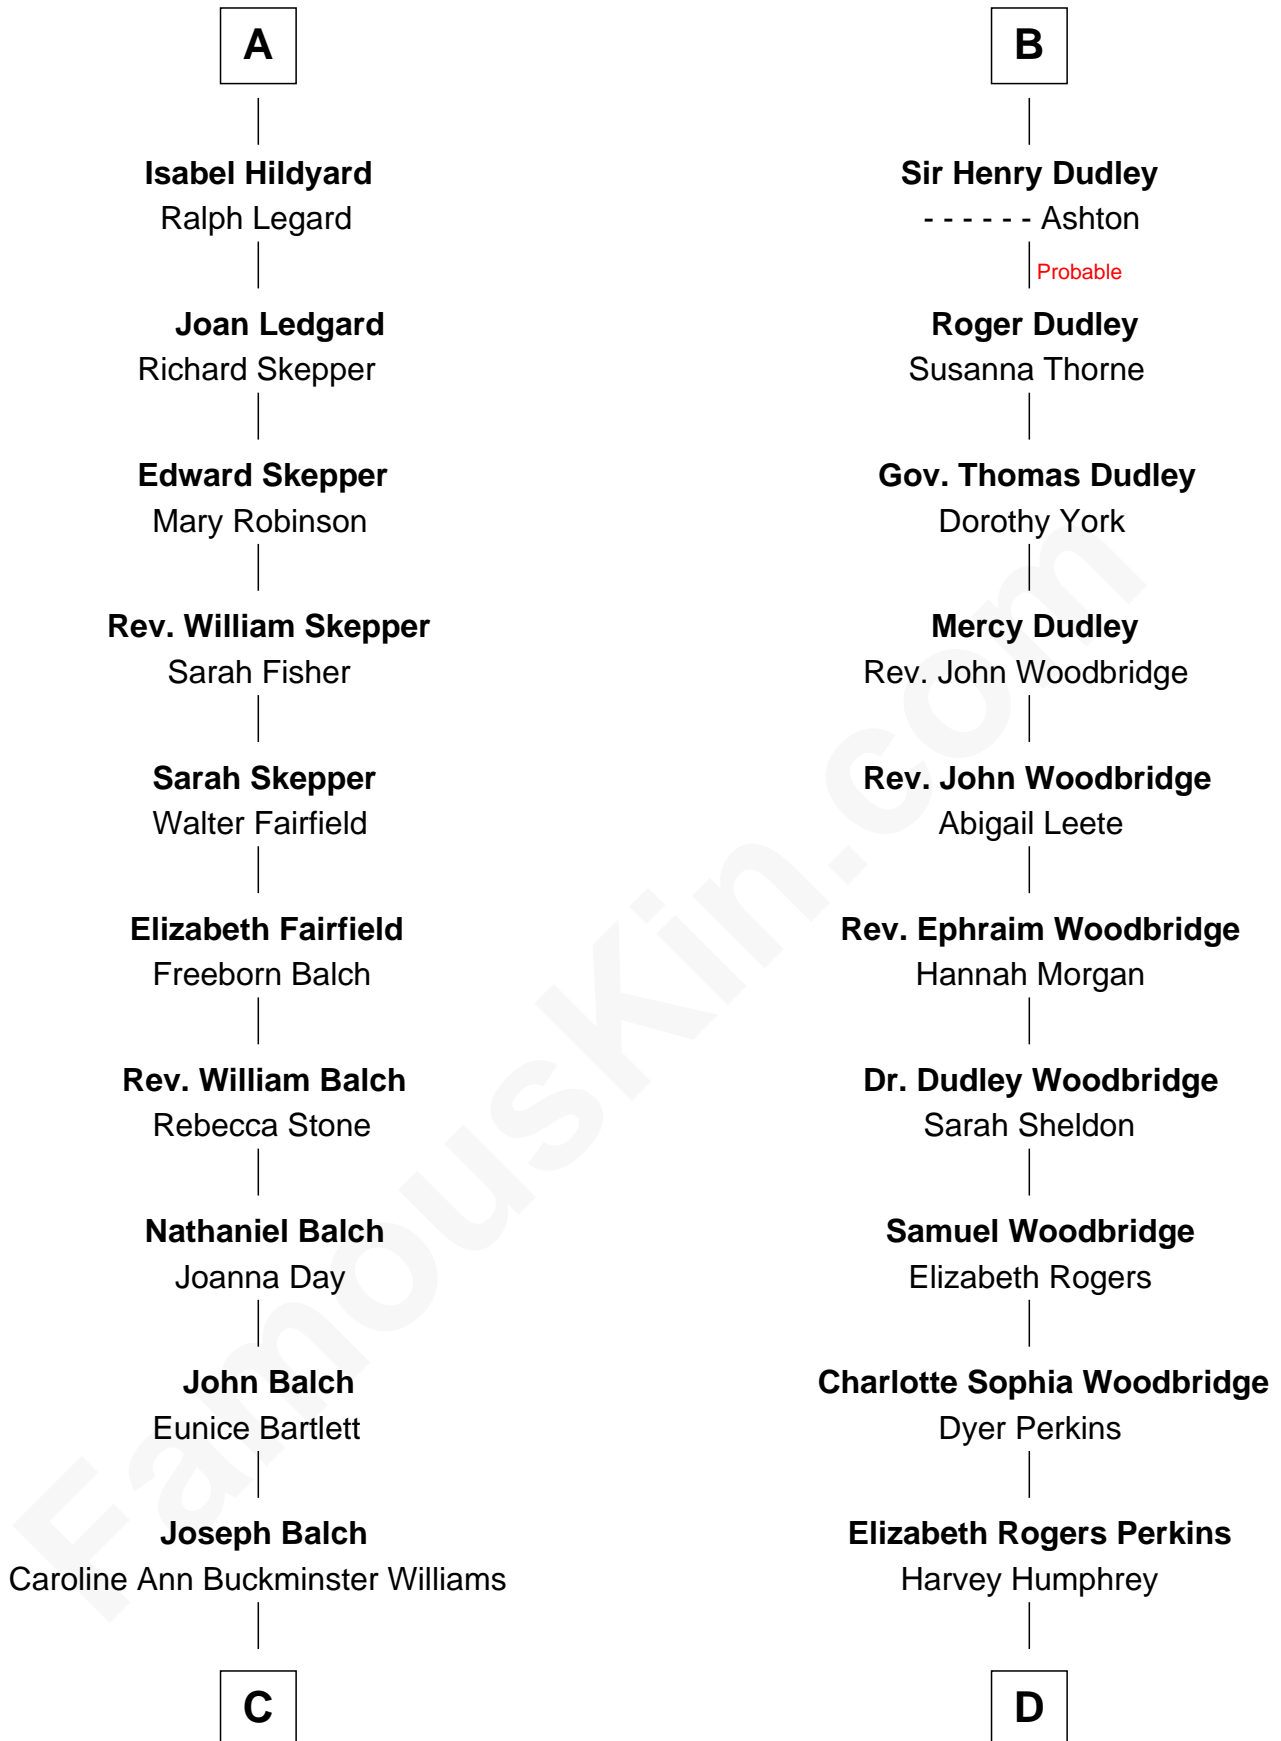 A
Isabel Hildyard
Ralph Legard
Joan Ledgard
Richard Skepper
Edward Skepper
Mary Robinson
Rev. William Skepper
Sarah Fisher
Sarah Skepper
Walter Fairfield
Elizabeth Fairfield
Freeborn Balch
Rev. William Balch
Rebecca Stone
Nathaniel Balch
Joanna Day
John Balch
Eunice Bartlett
Joseph Balch
Caroline Ann Buckminster Williams
C
B
Sir Henry Dudley
- - - - - - Ashton
Probable
Roger Dudley
Susanna Thorne
Gov. Thomas Dudley
Dorothy York
Mercy Dudley
Rev. John Woodbridge
Rev. John Woodbridge
Abigail Leete
Rev. Ephraim Woodbridge
Hannah Morgan
Dr. Dudley Woodbridge
Sarah Sheldon
Samuel Woodbridge
Elizabeth Rogers
Charlotte Sophia Woodbridge
Dyer Perkins
Elizabeth Rogers Perkins
Harvey Humphrey
D
FamousKin.com